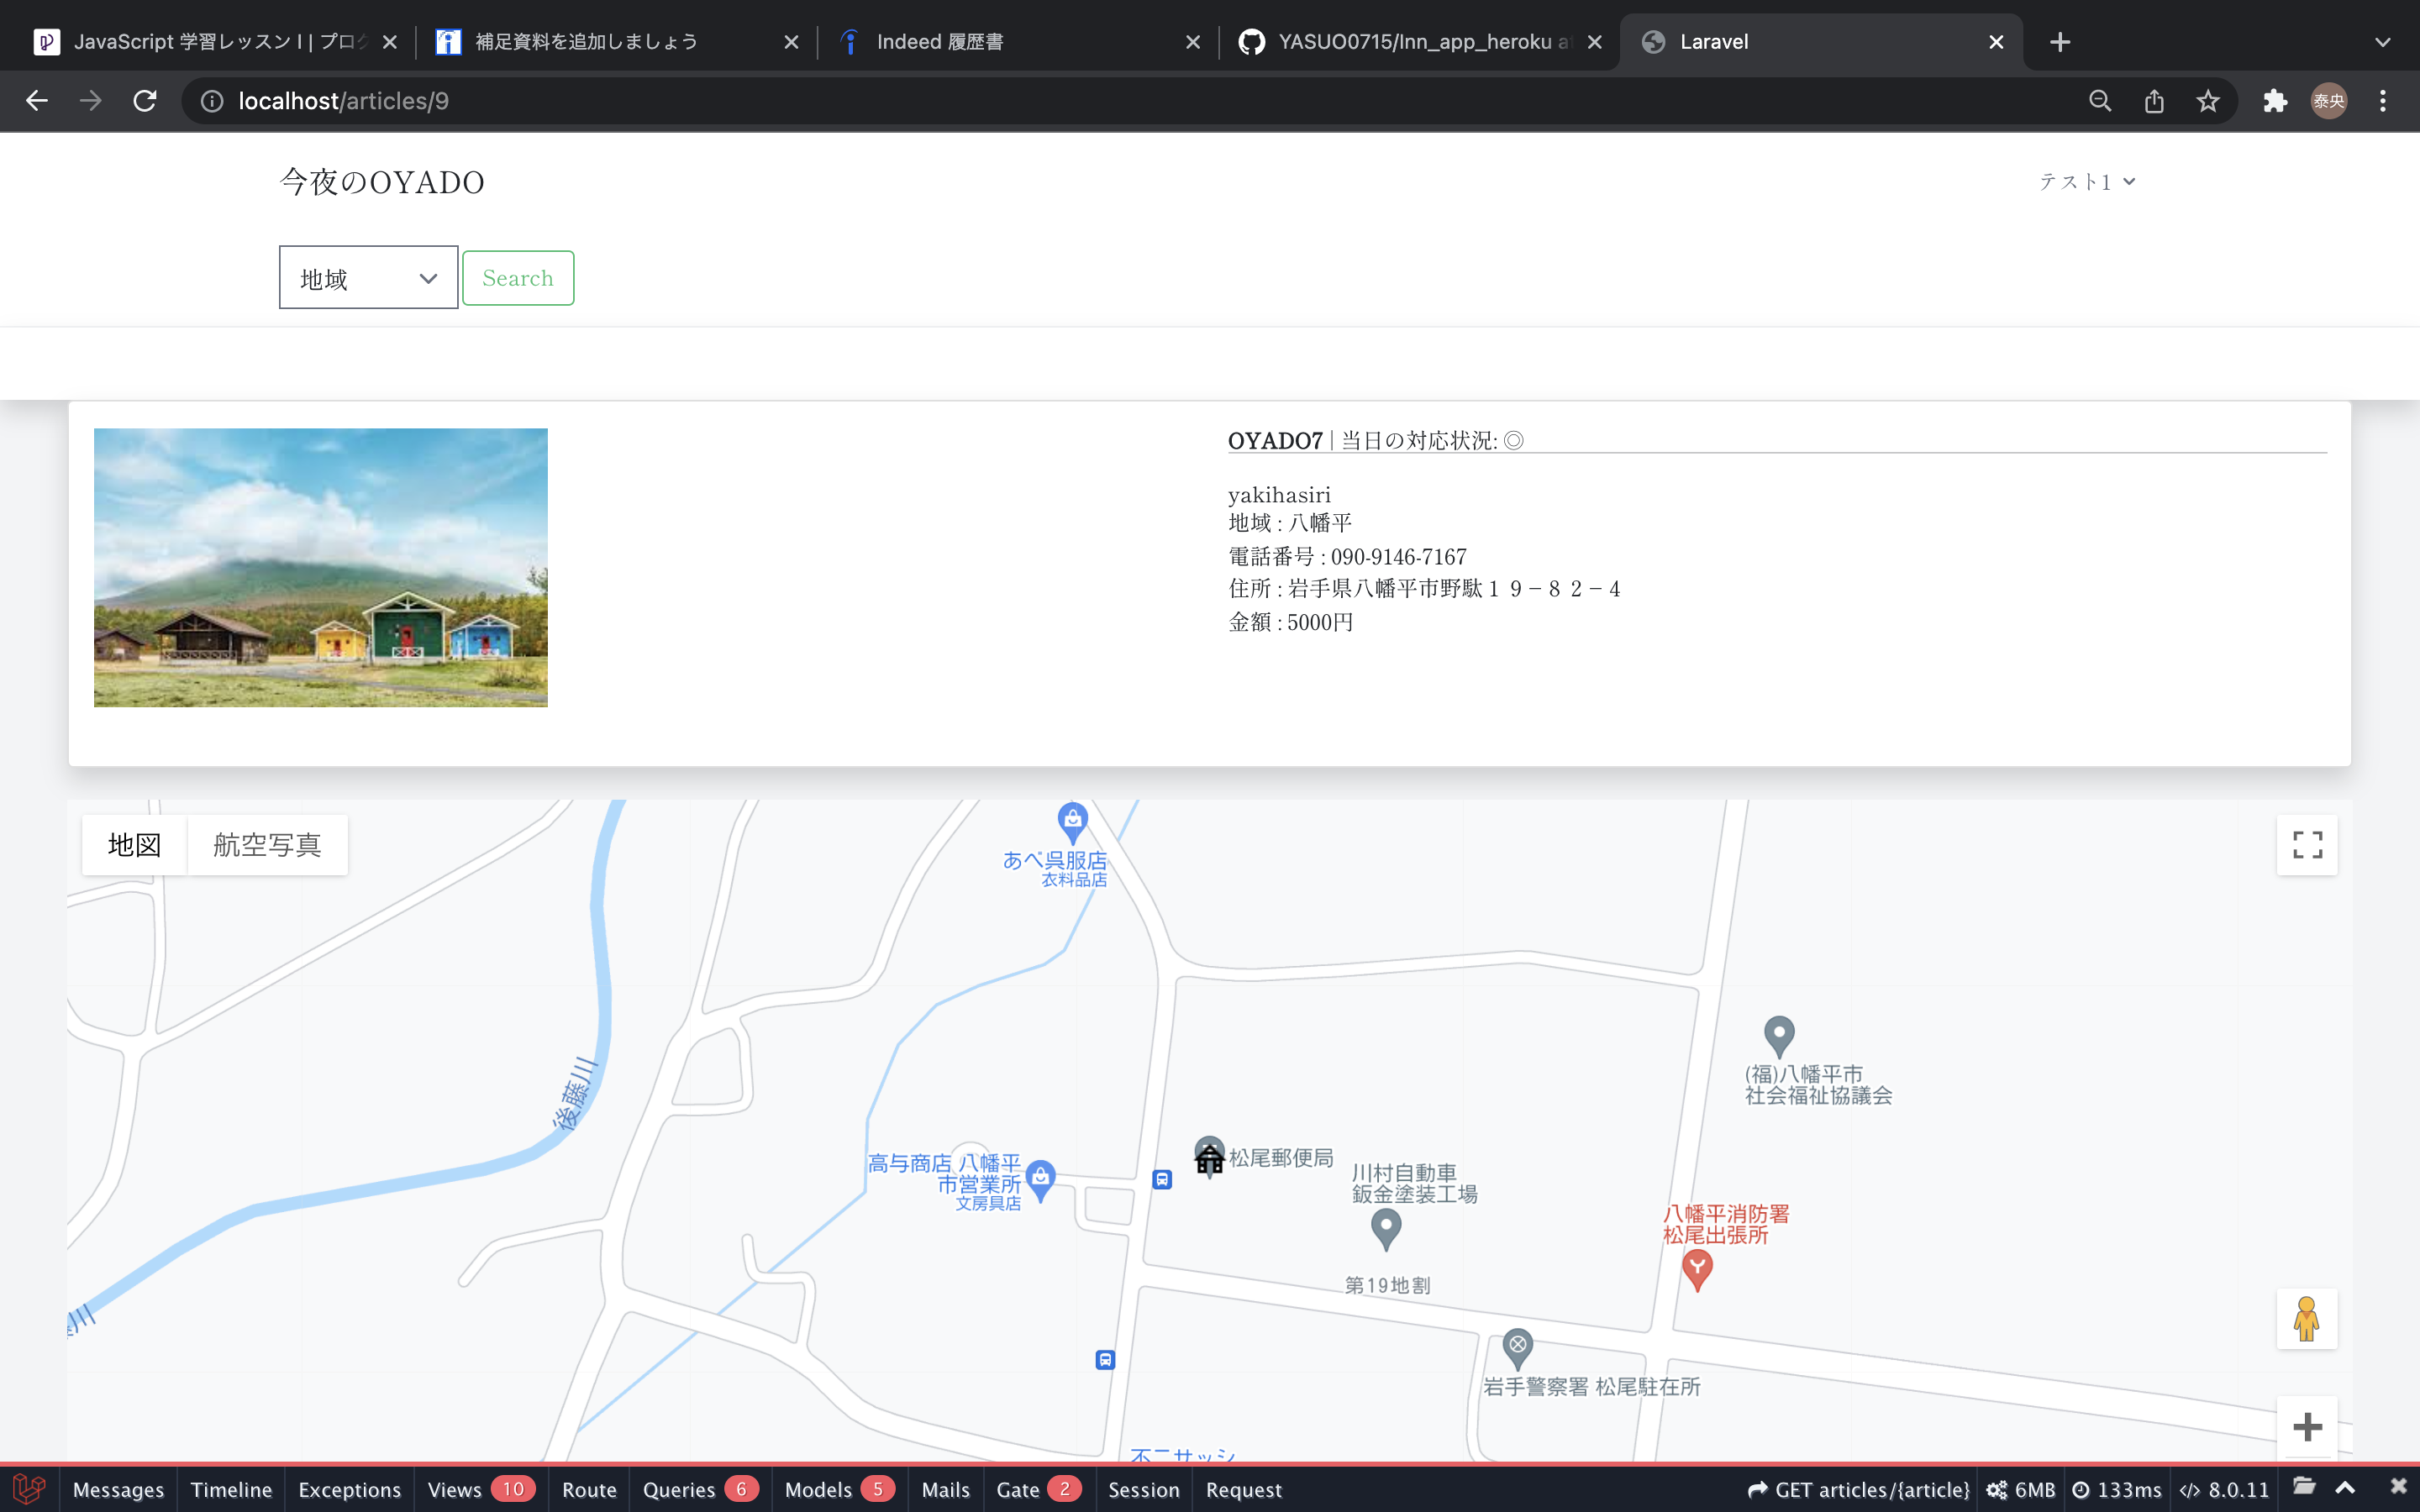 JavaScript 学習レッスン I | プロ
補足資料を追加しましょう
Indeed 履歴書
YASUO0715/Inn_app_heroku at
Laravel
localhost/articles/9
泰央
今夜のOYADO
テスト1
地域
Search
OYADO7 | 当日の対応状況: ◎
yakihasiri
地域 : 八幡平
電話番号 : 090-9146-7167
住所 : 岩手県八幡平市野駄１９−８２−４
金額 : 5000円
地図
航空写真
あべ呉服店
衣料品店
(福)八幡平市
社会福祉協議会
後藤川
高与商店 八幡平
市営業所
文房具店
松尾郵便局
川村自動車
鈑金塗装工場
八幡平消防署
松尾出張所
第19地割
岩手警察署 松尾駐在所
不二サッシ
Messages
Timeline
Exceptions
Views 10
Route
Queries 6
Models 5
Mails
Gate 2
Session
Request
GET articles/{article}
6MB
133ms
8.0.11